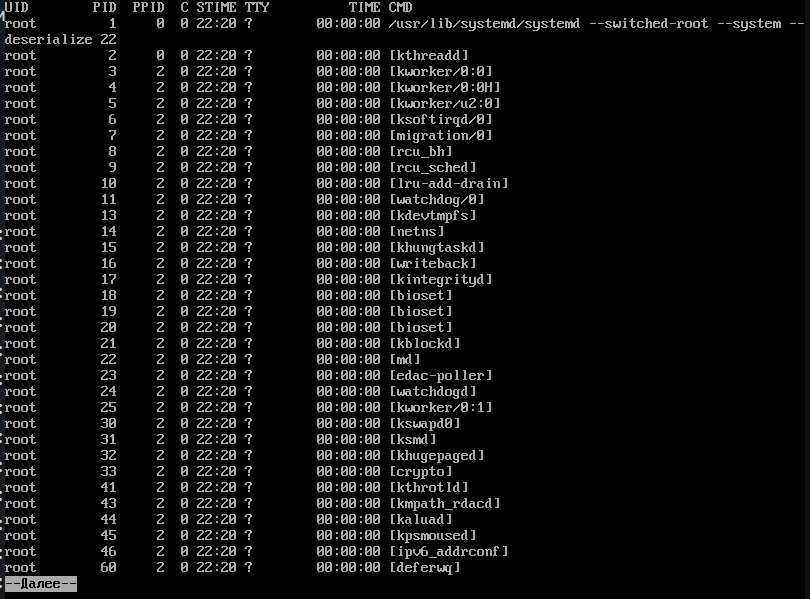 UID        PID  PPID  C STIME TTY          TIME CMD
root         1     0  0 22:20 ?        00:00:00 /usr/lib/systemd/systemd --switched-root --system --
deserialize 22
root         2     0  0 22:20 ?        00:00:00 [kthreadd]
root         3     2  0 22:20 ?        00:00:00 [kworker/0:0]
root         4     2  0 22:20 ?        00:00:00 [kworker/0:0H]
root         5     2  0 22:20 ?        00:00:00 [kworker/u2:0]
root         6     2  0 22:20 ?        00:00:00 [ksoftirqd/0]
root         7     2  0 22:20 ?        00:00:00 [migration/0]
root         8     2  0 22:20 ?        00:00:00 [rcu_bh]
root         9     2  0 22:20 ?        00:00:00 [rcu_sched]
root        10     2  0 22:20 ?        00:00:00 [lru-add-drain]
root        11     2  0 22:20 ?        00:00:00 [watchdog/0]
root        13     2  0 22:20 ?        00:00:00 [kdevtmpfs]
root        14     2  0 22:20 ?        00:00:00 [netns]
root        15     2  0 22:20 ?        00:00:00 [khungtaskd]
root        16     2  0 22:20 ?        00:00:00 [writeback]
root        17     2  0 22:20 ?        00:00:00 [kintegrityd]
root        18     2  0 22:20 ?        00:00:00 [bioset]
root        19     2  0 22:20 ?        00:00:00 [bioset]
root        20     2  0 22:20 ?        00:00:00 [bioset]
root        21     2  0 22:20 ?        00:00:00 [kblockd]
root        22     2  0 22:20 ?        00:00:00 [md]
root        23     2  0 22:20 ?        00:00:00 [edac-poller]
root        24     2  0 22:20 ?        00:00:00 [watchdogd]
root        25     2  0 22:20 ?        00:00:00 [kworker/0:1]
root        30     2  0 22:20 ?        00:00:00 [kswapd0]
root        31     2  0 22:20 ?        00:00:00 [ksmd]
root        32     2  0 22:20 ?        00:00:00 [khugepaged]
root        33     2  0 22:20 ?        00:00:00 [crypto]
root        41     2  0 22:20 ?        00:00:00 [kthrotld]
root        43     2  0 22:20 ?        00:00:00 [kmpath_rdacd]
root        44     2  0 22:20 ?        00:00:00 [kaluad]
root        45     2  0 22:20 ?        00:00:00 [kpsmoused]
root        46     2  0 22:20 ?        00:00:00 [ipv6_addrconf]
root        60     2  0 22:20 ?        00:00:00 [deferwq]
--Далее--